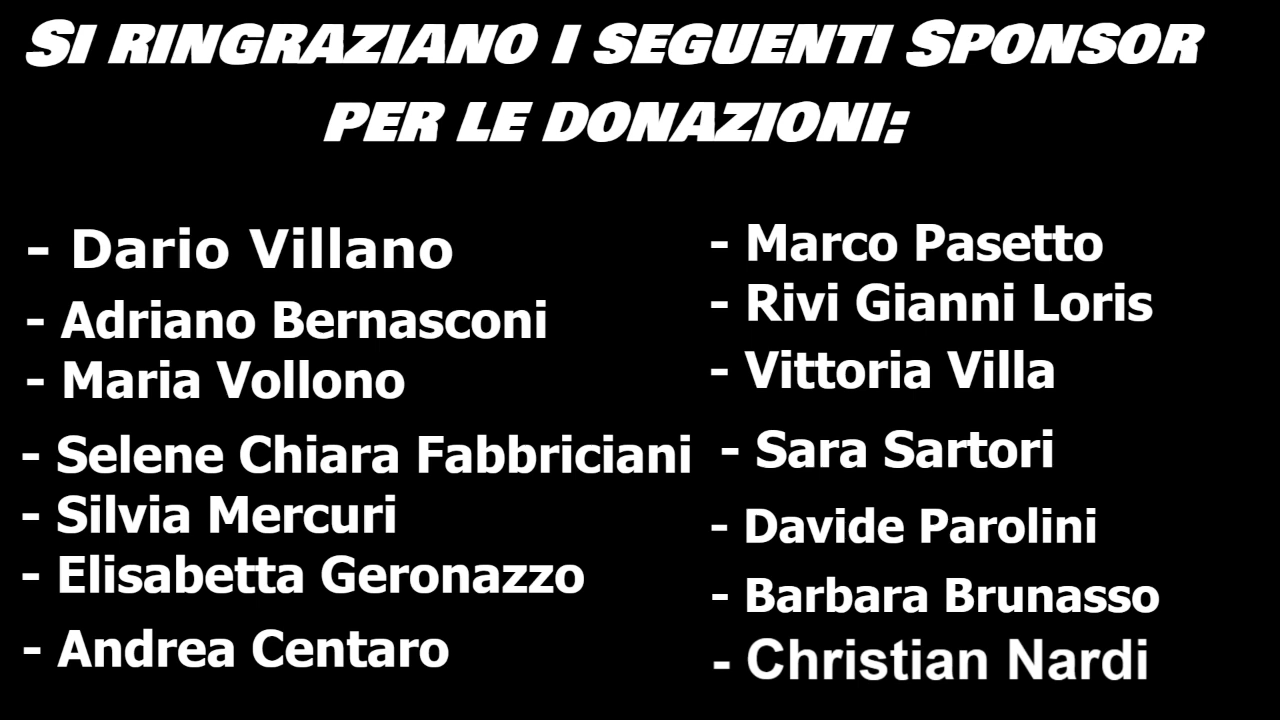 Si ringraziano i seguenti Sponsor
per le donazioni:
- Dario Villano
- Adriano Bernasconi
- Maria Vollono
- Selene Chiara Fabbriciani
- Silvia Mercuri
- Elisabetta Geronazzo
- Andrea Centaro
- Marco Pasetto
- Rivi Gianni Loris
- Vittoria Villa
- Sara Sartori
- Davide Parolini
- Barbara Brunasso
- Christian Nardi